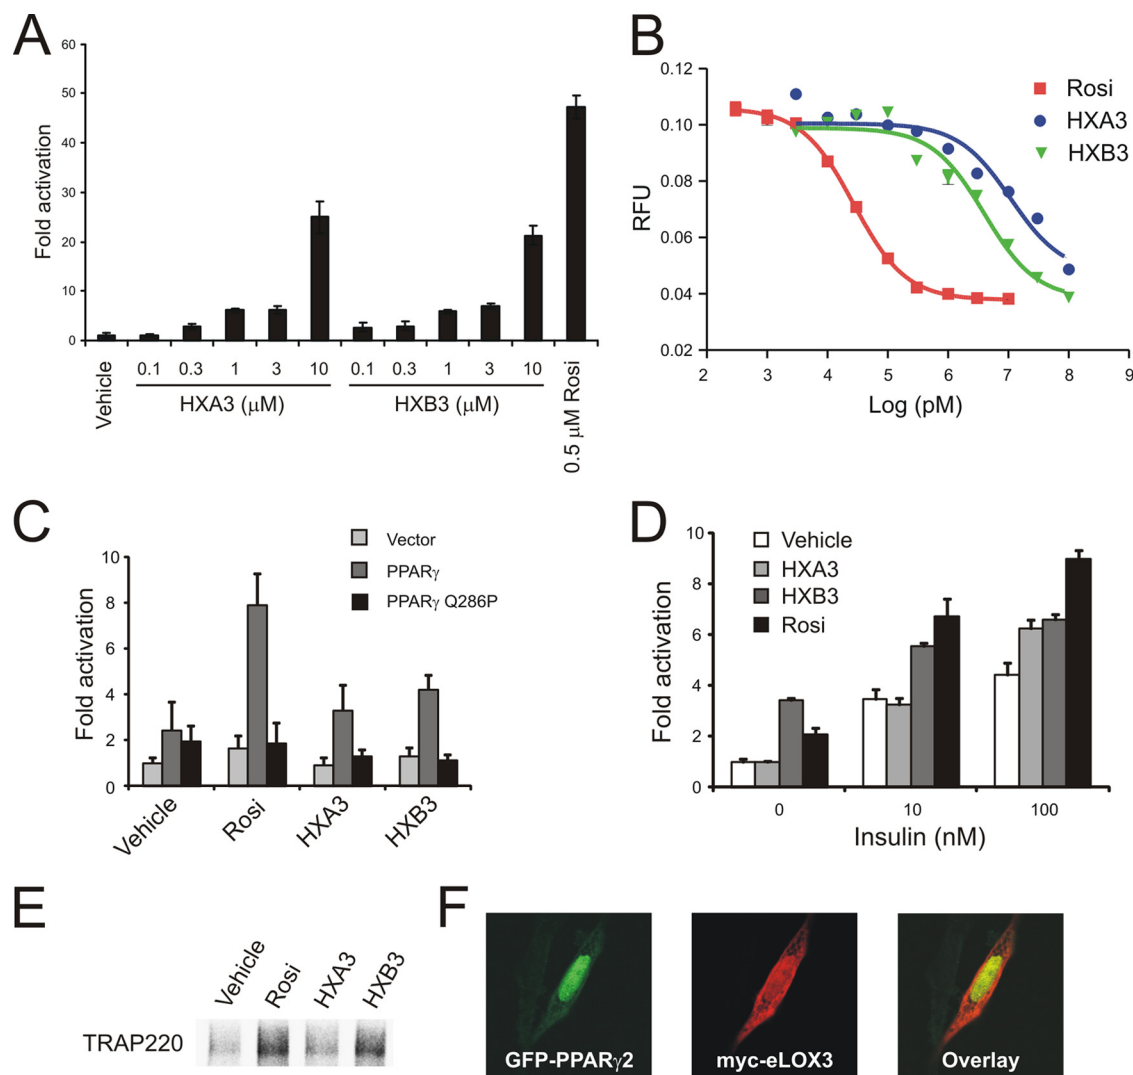 A
60
50
40
30
20
10
0
Fold activation
Vehicle
0.1 0.3 1 3 10 0.1 0.3 1 3 10
HXA3 (μM) HXB3 (μM)
0.5 μM Rosi
B
0.12
0.10
0.08
0.06
0.04
0.02
RFU
2 3 4 5 6 7 8 9
Log (pM)
Rosi
HXA3
HXB3
C
Vector
PPARγ
PPARγ Q286P
10
8
6
4
2
0
Fold activation
Vehicle Rosi HXA3 HXB3
D
Vehicle
HXA3
HXB3
Rosi
10
8
6
4
2
0
Fold activation
0 10 100
Insulin (nM)
E
Vehicle Rosi HXA3 HXB3
TRAP220
F
GFP-PPARγ2 myc-eLOX3 Overlay